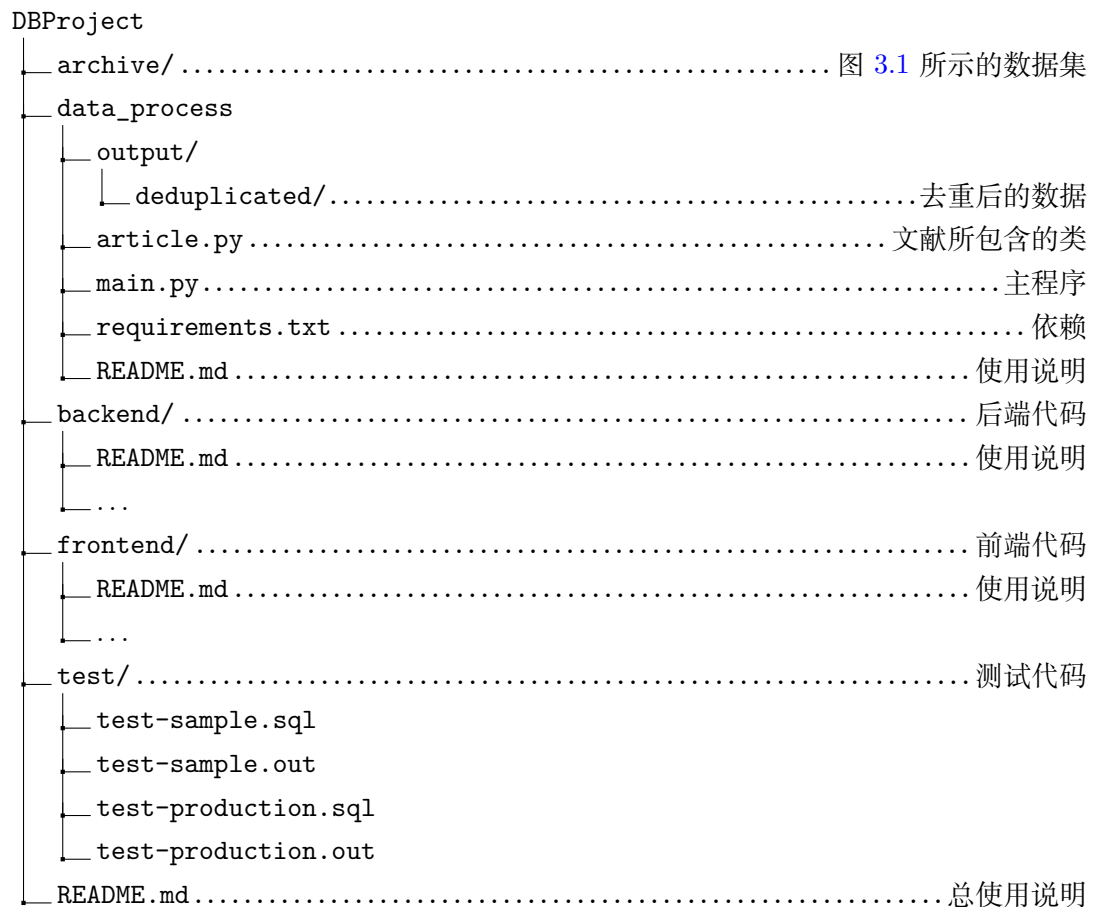 DBProject
archive/ ..................................................... 图 3.1 所示的数据集
data_process
output/
deduplicated/................................................去重后的数据
article.py .................................................... 文献所包含的类
main.py.................................................................主程序
requirements.txt ........................................................ 依赖
README.md ............................................................ 使用说明
backend/ ................................................................ 后端代码
README.md ............................................................ 使用说明
...
frontend/ ............................................................... 前端代码
README.md ............................................................ 使用说明
...
test/ .................................................................... 测试代码
test-sample.sql
test-sample.out
test-production.sql
test-production.out
README.md ............................................................. 总使用说明